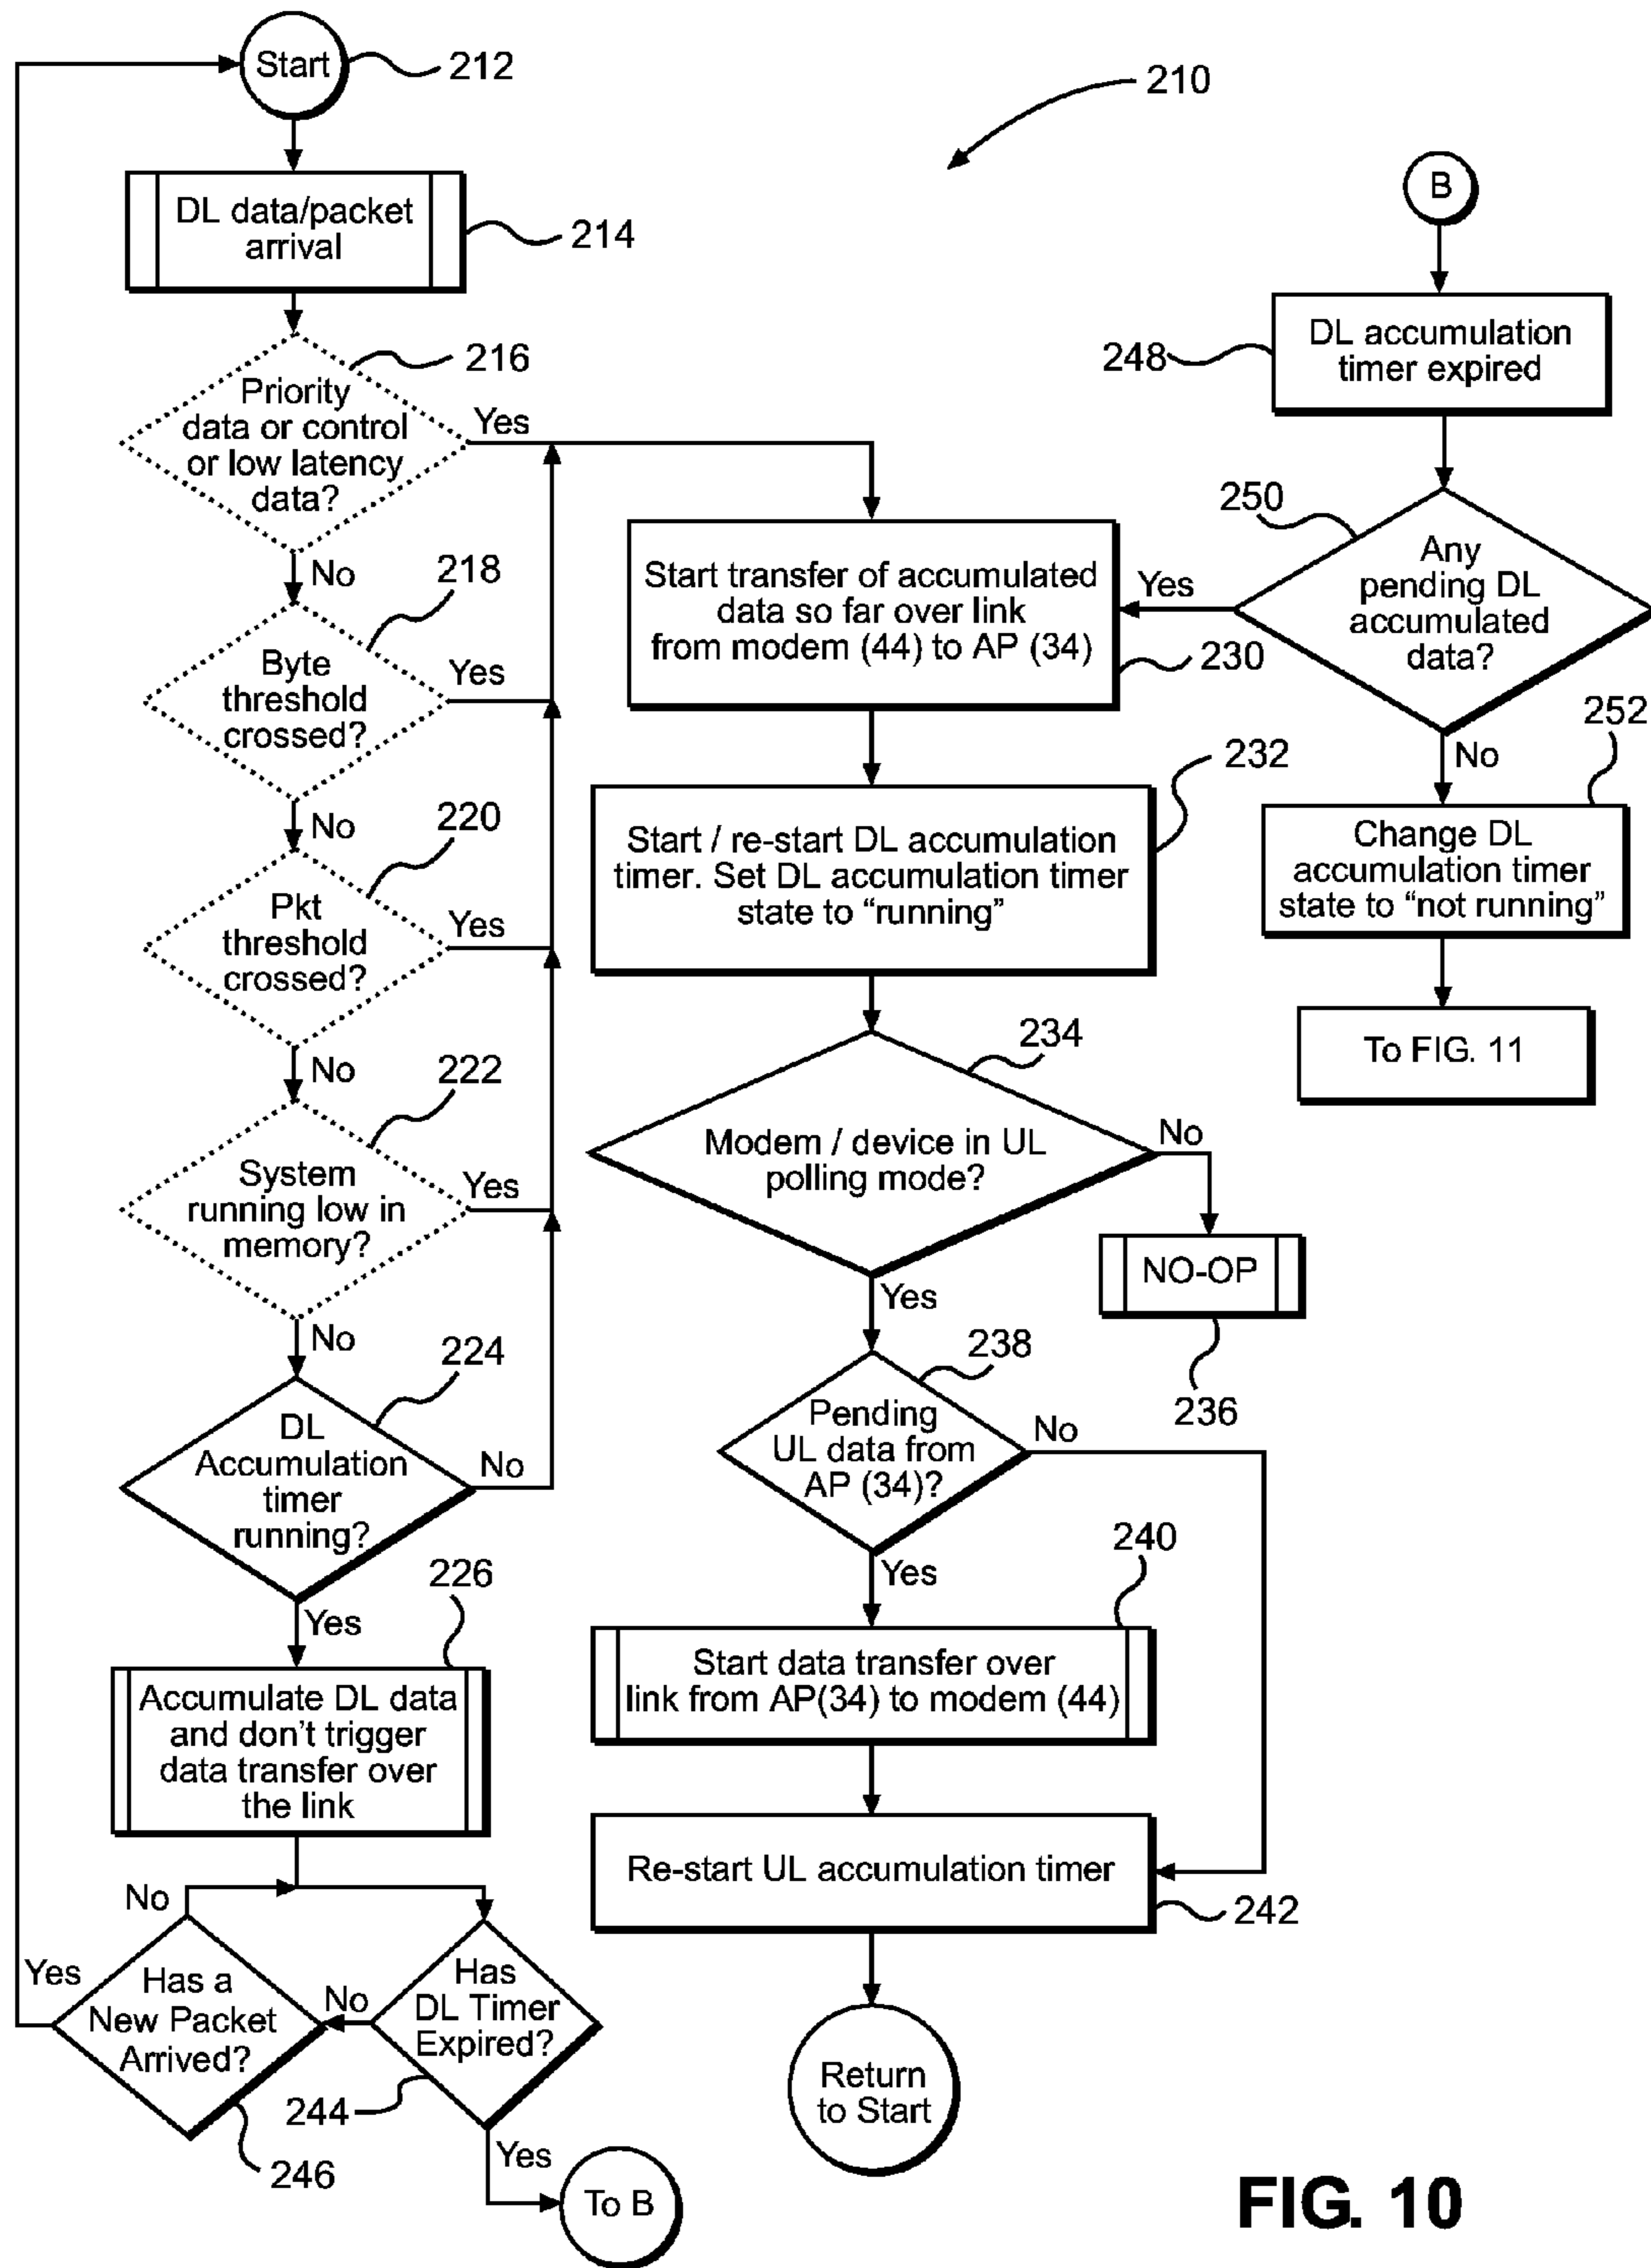 Start
212
210
DL data/packet
arrival
214
B
DL accumulation
timer expired
248
216
Priority
data or control
or low latency
data?
Yes
No
218
Byte
threshold
crossed?
Yes
No
220
Pkt
threshold
crossed?
Yes
No
222
System
running low in
memory?
Yes
No
224
DL
Accumulation
timer
running?
No
Yes
226
Accumulate DL data
and don't trigger
data transfer over
the link
No
Yes
Has a
New Packet
Arrived?
246
No
Has
DL Timer
Expired?
244
Yes
To B
Start transfer of accumulated
data so far over link
from modem (44) to AP (34)
230
Start / re-start DL accumulation
timer. Set DL accumulation timer
state to “running”
232
234
Modem / device in UL
polling mode?
No
NO-OP
236
Yes
238
Pending
UL data from
AP (34)?
No
Yes
240
Start data transfer over
link from AP(34) to modem (44)
Re-start UL accumulation timer
242
Return
to Start
250
Any
pending DL
accumulated
data?
Yes
No
252
Change DL
accumulation timer
state to “not running”
To FIG. 11
FIG. 10